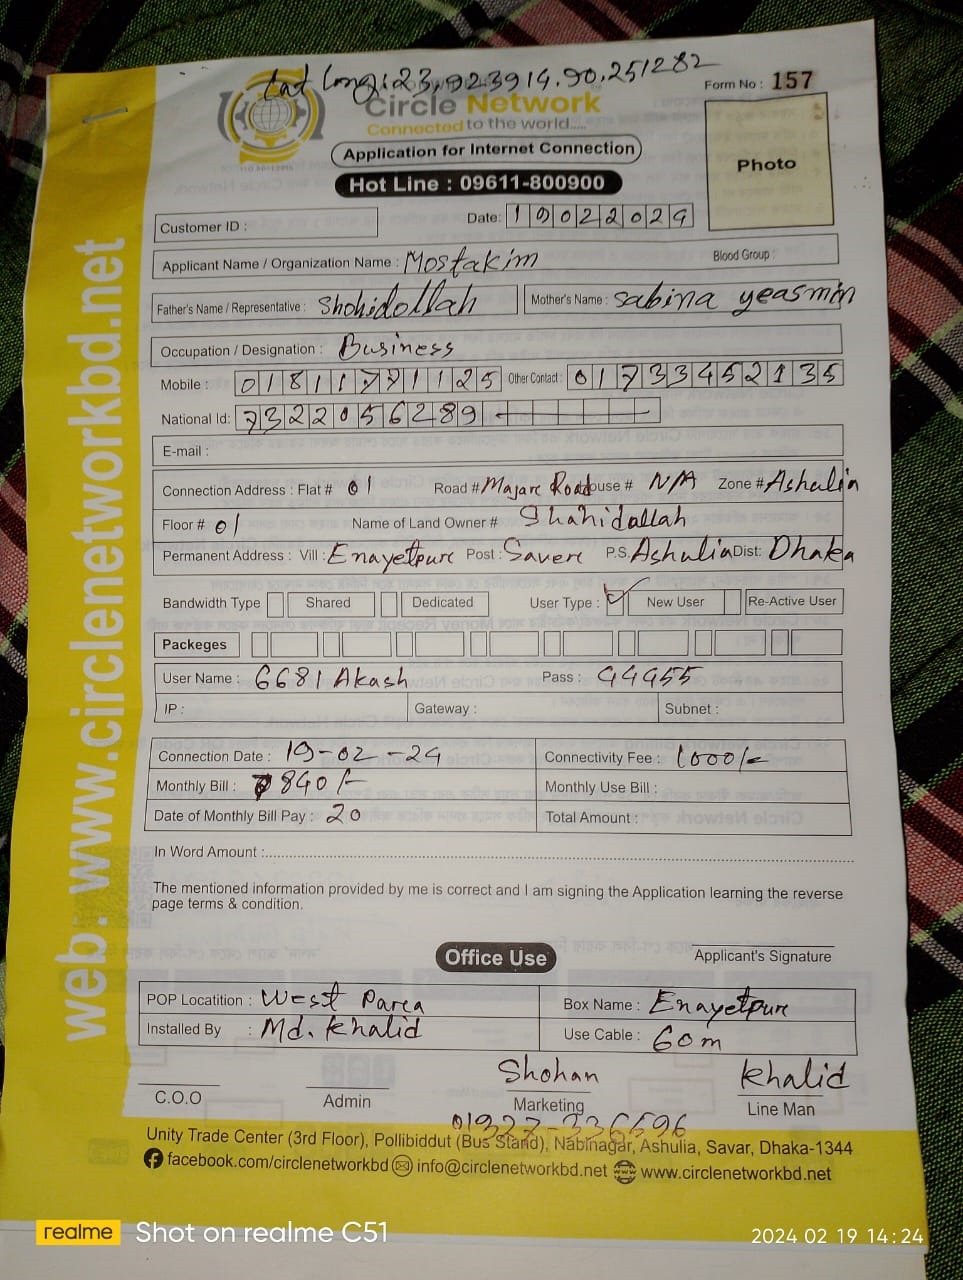 Lat Long: 23,923914.90.251282
Form No : 157
Circle Network
Connected to the world.....
Application for Internet Connection
Photo
Hot Line : 09611-800900
Customer ID :
Date: 19022024
Applicant Name / Organization Name : Mostakim Blood Group :
Father's Name / Representative : Shohidollah Mother's Name : Sabina yeasmin
Occupation / Designation : Business
Mobile : 01811771125 Other Contact : 01733452135
National Id: 7322056289
E-mail :
Connection Address : Flat # 01 Road # Majare Road House # N/A Zone # Ashulia
Floor # 01 Name of Land Owner # Shahidallah
Permanent Address : Vill : Enayetpure Post : Savere P.S. Ashulia Dist: Dhaka
Bandwidth Type Shared Dedicated User Type : New User Re-Active User
Packeges
User Name : 6681Akash Pass : 44455
IP : Gateway : Subnet :
Connection Date : 19-02-24 Connectivity Fee : 1000/-
Monthly Bill : 840/- Monthly Use Bill :
Date of Monthly Bill Pay : 20 Total Amount :
In Word Amount :
The mentioned information provided by me is correct and I am signing the Application learning the reverse
page terms & condition.
Applicant's Signature
Office Use
POP Locatition : West Parea Box Name : Enayetpure
Installed By : Md. Khalid Use Cable : 60m
Shohan Khalid
C.O.O Admin Marketing Line Man
01327-336596
Unity Trade Center (3rd Floor), Pollibiddut (Bus Stand), Nabinagar, Ashulia, Savar, Dhaka-1344
facebook.com/circlenetworkbd info@circlenetworkbd.net www.circlenetworkbd.net
web : www.circlenetworkbd.net
realme Shot on realme C51
2024 02 19 14:24